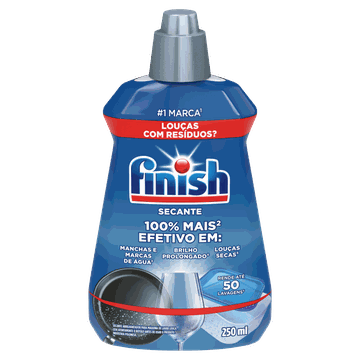 #1 MARCA¹
LOUÇAS
COM RESÍDUOS?
finish
SECANTE
100% MAIS²
EFETIVO EM:
MANCHAS E
MARCAS
DE ÁGUA
BRILHO
PROLONGADO
LOUÇAS
SECAS
RENDE ATÉ
50
LAVAGENS
250 ml